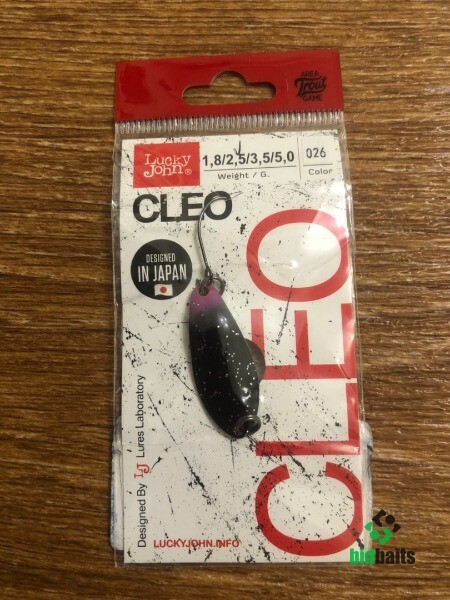 AREA
Trout
GAME
Lucky
John®
1,8/2,5/3,5/5,0
Weight / G.
026
Color
CLEO
DESIGNED
IN JAPAN
CLEO
Designed By LJ Lures Laboratory
LUCKYJOHN.INFO
bigbaits